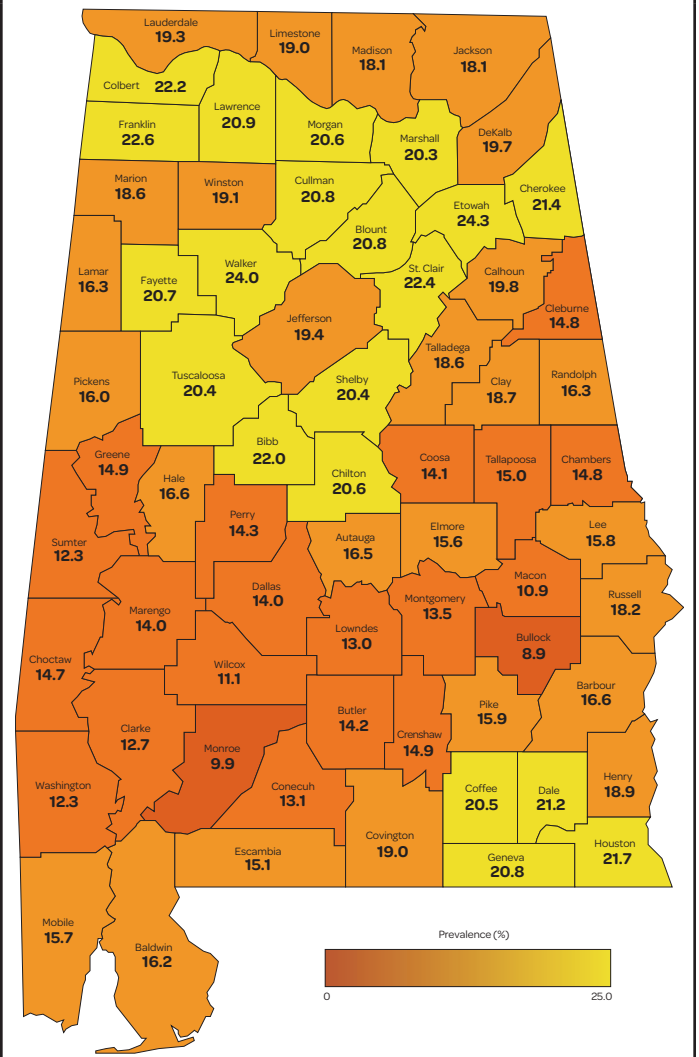 Lauderdale
19.3
Limestone
19.0
Madison
18.1
Jackson
18.1
Colbert 22.2
Lawrence
20.9
Franklin
22.6
Morgan
20.6
Marshall
20.3
DeKalb
19.7
Marion
18.6
Winston
19.1
Cullman
20.8
Cherokee
21.4
Etowah
24.3
Blount
20.8
Lamar
16.3
Fayette
20.7
Walker
24.0
St. Clair
22.4
Calhoun
19.8
Cleburne
14.8
Jefferson
19.4
Talladega
18.6
Pickens
16.0
Tuscaloosa
20.4
Shelby
20.4
Clay
18.7
Randolph
16.3
Greene
14.9
Bibb
22.0
Coosa
14.1
Tallapoosa
15.0
Chambers
14.8
Hale
16.6
Chilton
20.6
Perry
14.3
Sumter
12.3
Autauga
16.5
Elmore
15.6
Lee
15.8
Dallas
14.0
Macon
10.9
Marengo
14.0
Montgomery
13.5
Russell
18.2
Lowndes
13.0
Bullock
8.9
Choctaw
14.7
Wilcox
11.1
Barbour
16.6
Pike
15.9
Butler
14.2
Clarke
12.7
Crenshaw
14.9
Monroe
9.9
Washington
12.3
Conecuh
13.1
Coffee
20.5
Dale
21.2
Henry
18.9
Covington
19.0
Escambia
15.1
Geneva
20.8
Houston
21.7
Mobile
15.7
Baldwin
16.2
Prevalence (%)
0 25.0